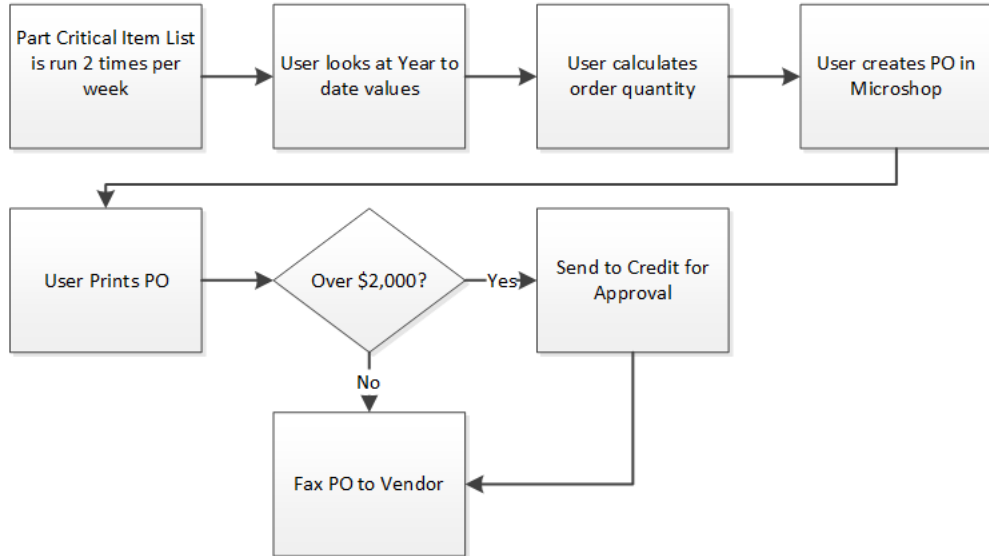 Part Critical Item List
is run 2 times per
week
User looks at Year to
date values
User calculates
order quantity
User creates PO in
Microshop
User Prints PO
Over $2,000?
Yes
Send to Credit for
Approval
No
Fax PO to Vendor